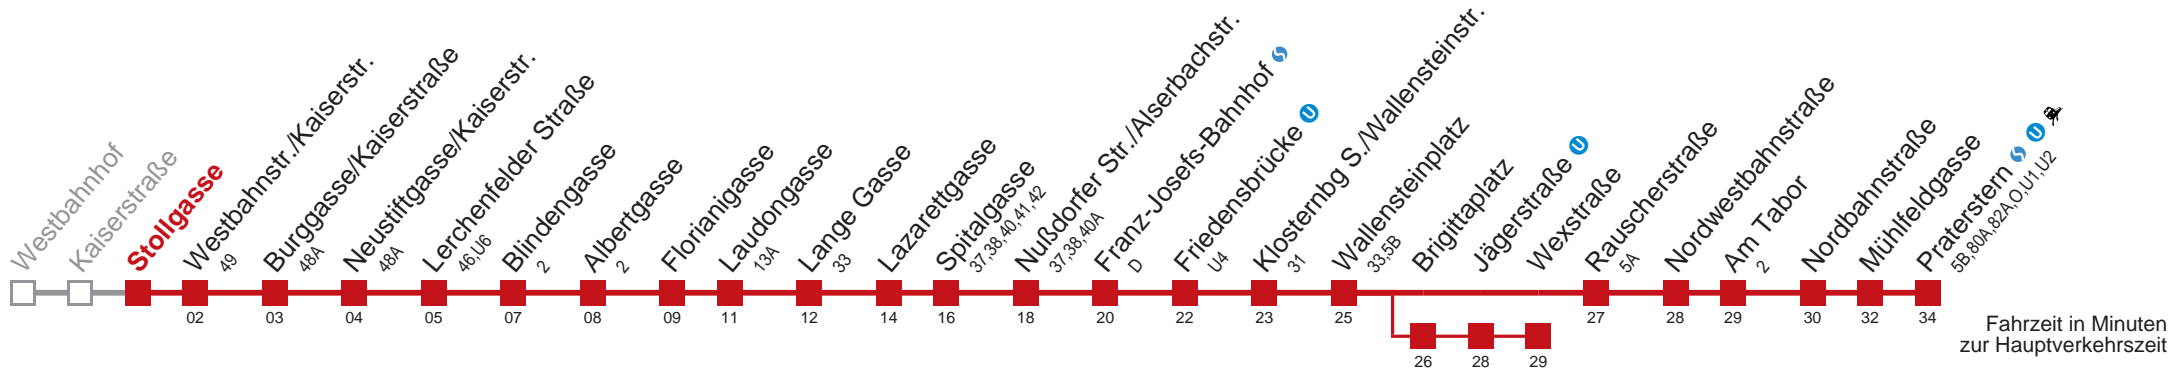 Westbahnhof
Kaiserstraße
Stollgasse
Westbahnstr./Kaiserstr.
49
Burggasse/Kaiserstraße
48A
Neustiftgasse/Kaiserstr.
48A
Lerchenfelder Straße
46,U6
Blindengasse
2
Albertgasse
2
Florianigasse
Laudongasse
13A
Lange Gasse
33
Lazarettgasse
Spitalgasse
37,38,40,41,42
Nußdorfer Str./Alserbachstr.
37,38,40A
Franz-Josefs-Bahnhof S
D
Friedensbrücke U
U4
Klosternbg S./Wallensteinstr.
31
Wallensteinplatz
33,5B
Brigittaplatz
Jägerstraße U
Wexstraße
Rauscherstraße
5A
Nordwestbahnstraße
Am Tabor
2
Nordbahnstraße
Mühlfeldgasse
Praterstern S U
5B,80A,82A,O,U1,U2
02 03 04 05 07 08 09 11 12 14 16 18 20 22 23 25 27 28 29 30 32 34
26 28 29
Fahrzeit in Minuten
zur Hauptverkehrszeit